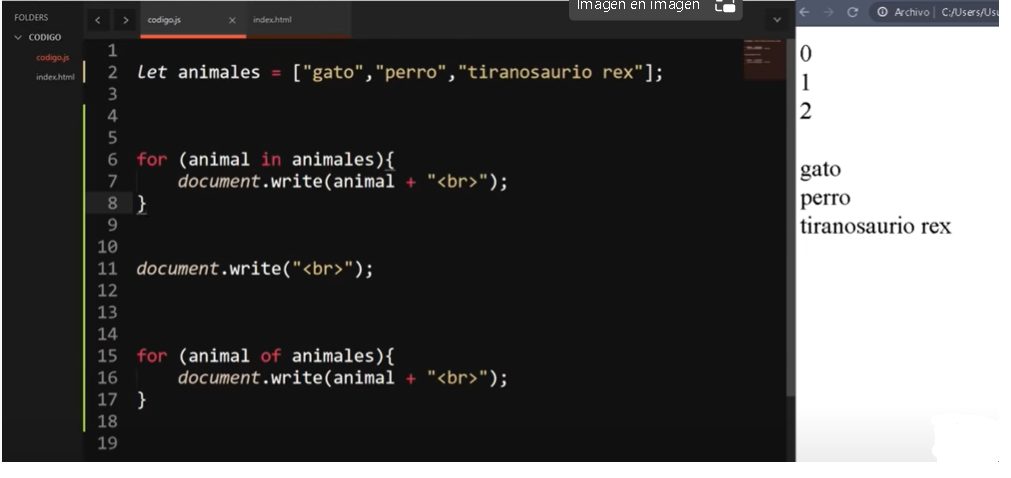 FOLDERS
CODIGO
codigo.js
index.html
codigo.js × index.html
Imagen en imagen
1
2 let animales = ["gato","perro","tiranosaurio rex"];
3
4
5
6 for (animal in animales){
7 document.write(animal + "<br>");
8 }
9
10
11 document.write("<br>");
12
13
14
15 for (animal of animales){
16 document.write(animal + "<br>");
17 }
18
19
Archivo | C:/Users/Usu
0
1
2
gato
perro
tiranosaurio rex